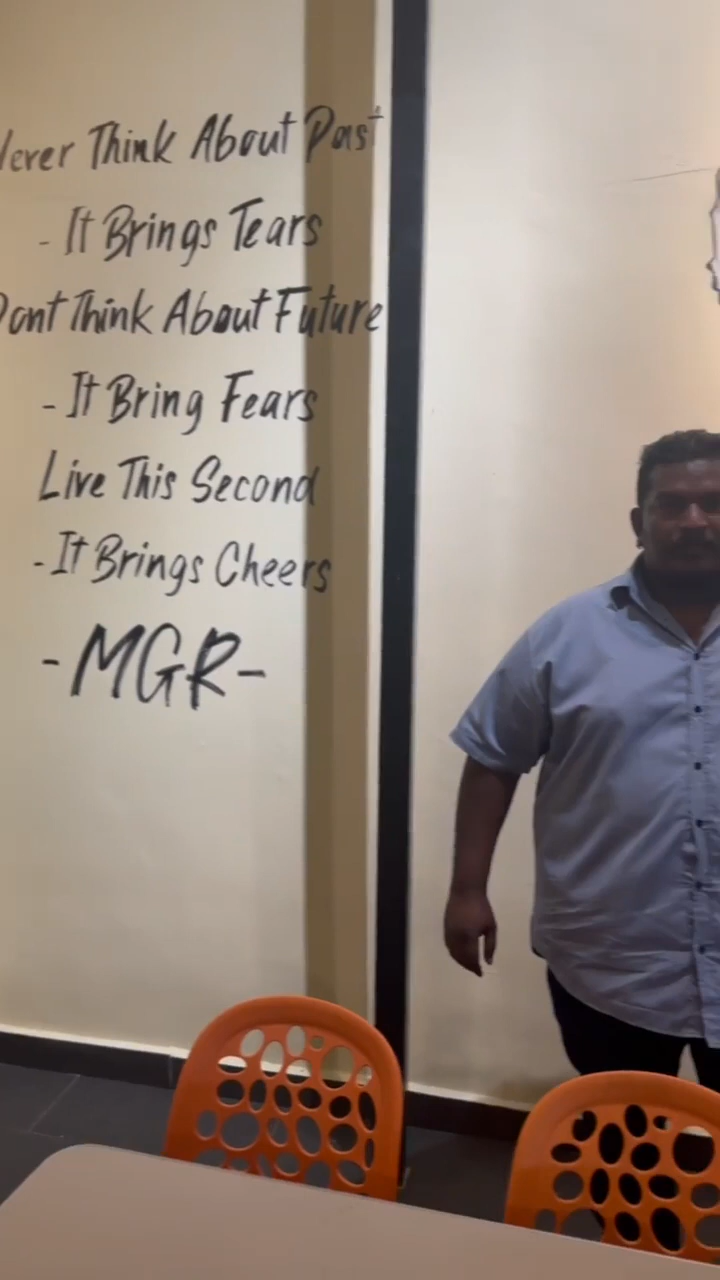 Never Think About Past
- It Brings Tears
Dont Think About Future
- It Bring Fears
Live This Second
- It Brings Cheers
- MGR -